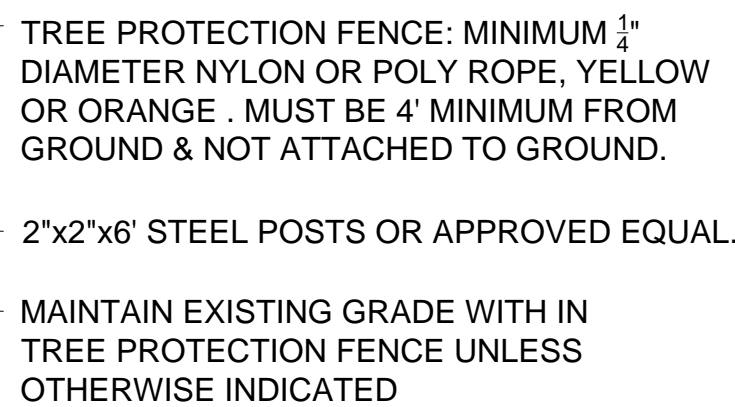 TREE PROTECTION FENCE: MINIMUM 1/4"
DIAMETER NYLON OR POLY ROPE, YELLOW
OR ORANGE . MUST BE 4' MINIMUM FROM
GROUND & NOT ATTACHED TO GROUND.
2"x2"x6' STEEL POSTS OR APPROVED EQUAL.
MAINTAIN EXISTING GRADE WITH IN
TREE PROTECTION FENCE UNLESS
OTHERWISE INDICATED